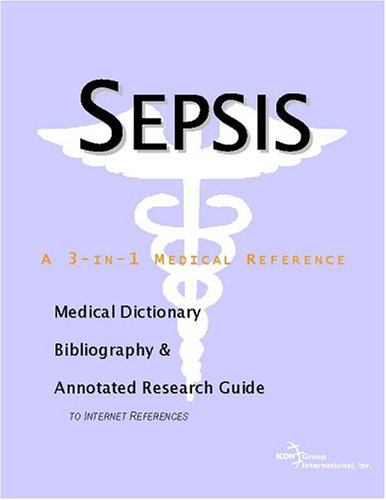 SEPSIS
A 3-IN-1 MEDICAL REFERENCE
Medical Dictionary
Bibliography &
Annotated Research Guide
TO INTERNET REFERENCES
ICON Group
International, Inc.